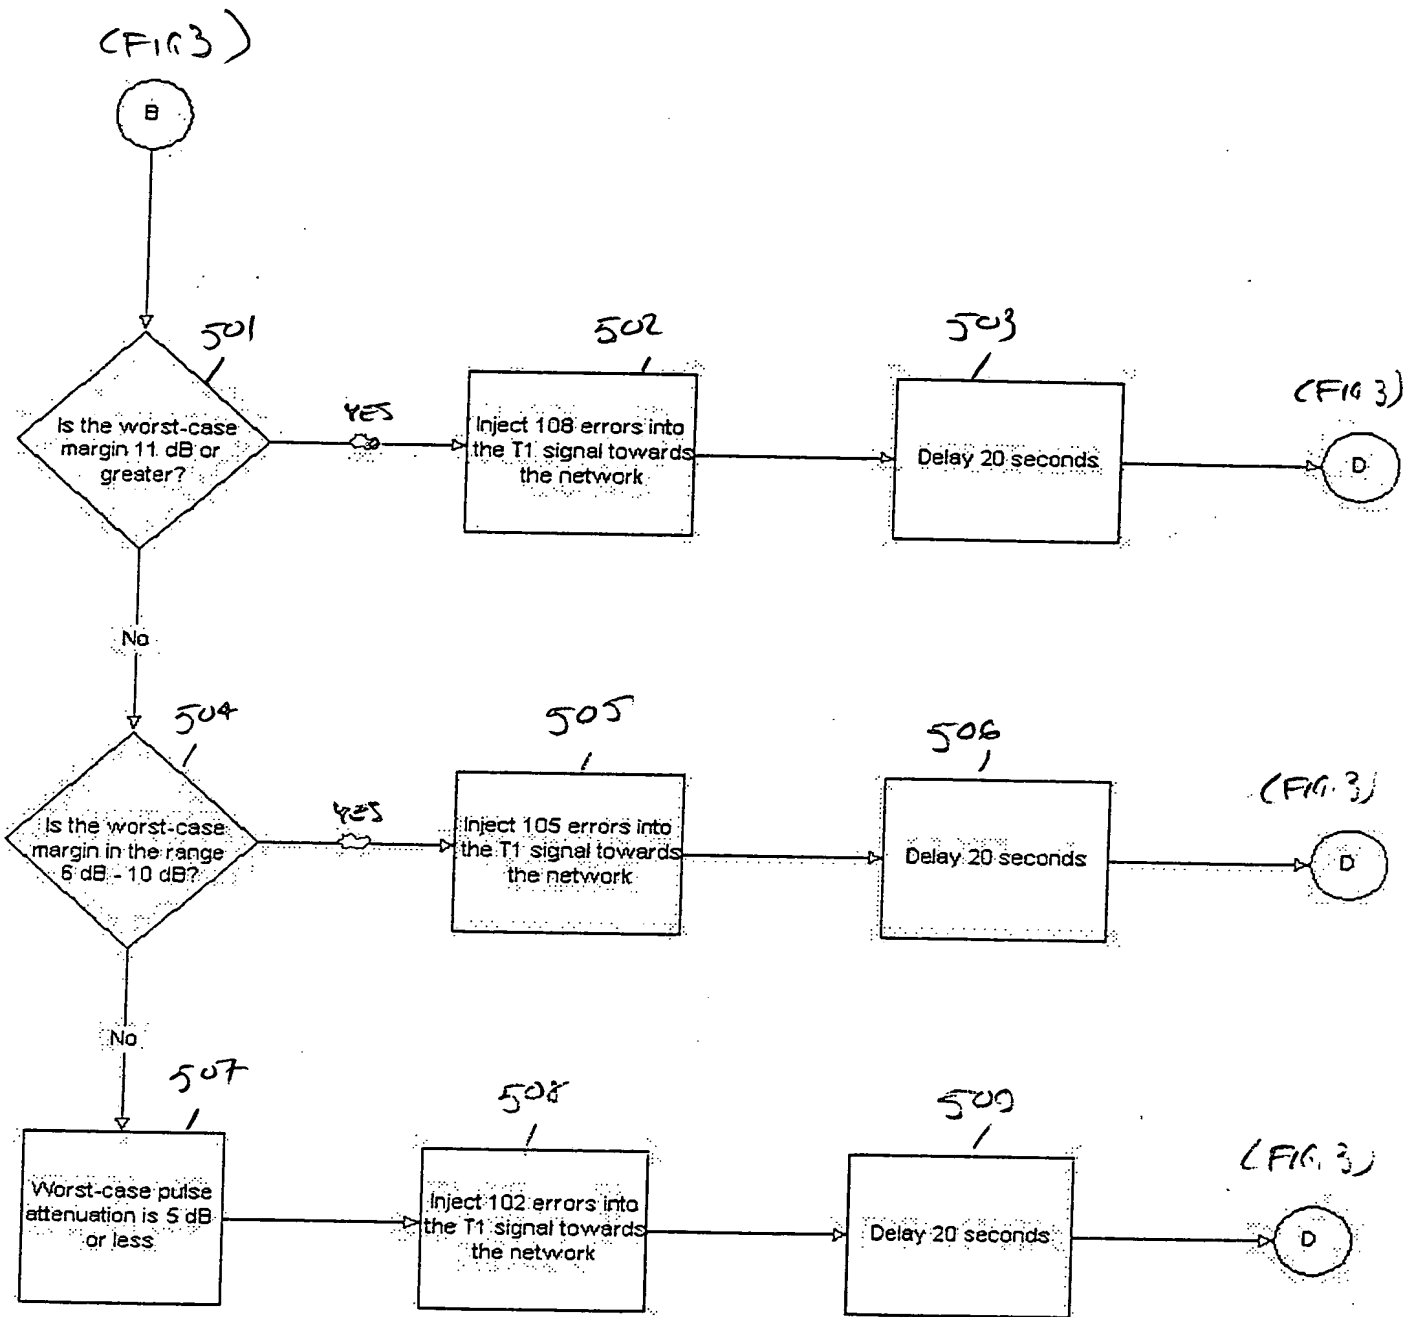 (FIG 3)
B
501
Is the worst-case
margin 11 dB or
greater?
YES
502
Inject 108 errors into
the T1 signal towards
the network
503
Delay 20 seconds
(FIG 3)
D
No
504
Is the worst-case
margin in the range
6 dB - 10 dB?
YES
505
Inject 105 errors into
the T1 signal towards
the network
506
Delay 20 seconds
(FIG. 3)
D
No
507
Worst-case pulse
attenuation is 5 dB
or less
508
Inject 102 errors into
the T1 signal towards
the network
509
Delay 20 seconds
(FIG. 3)
D